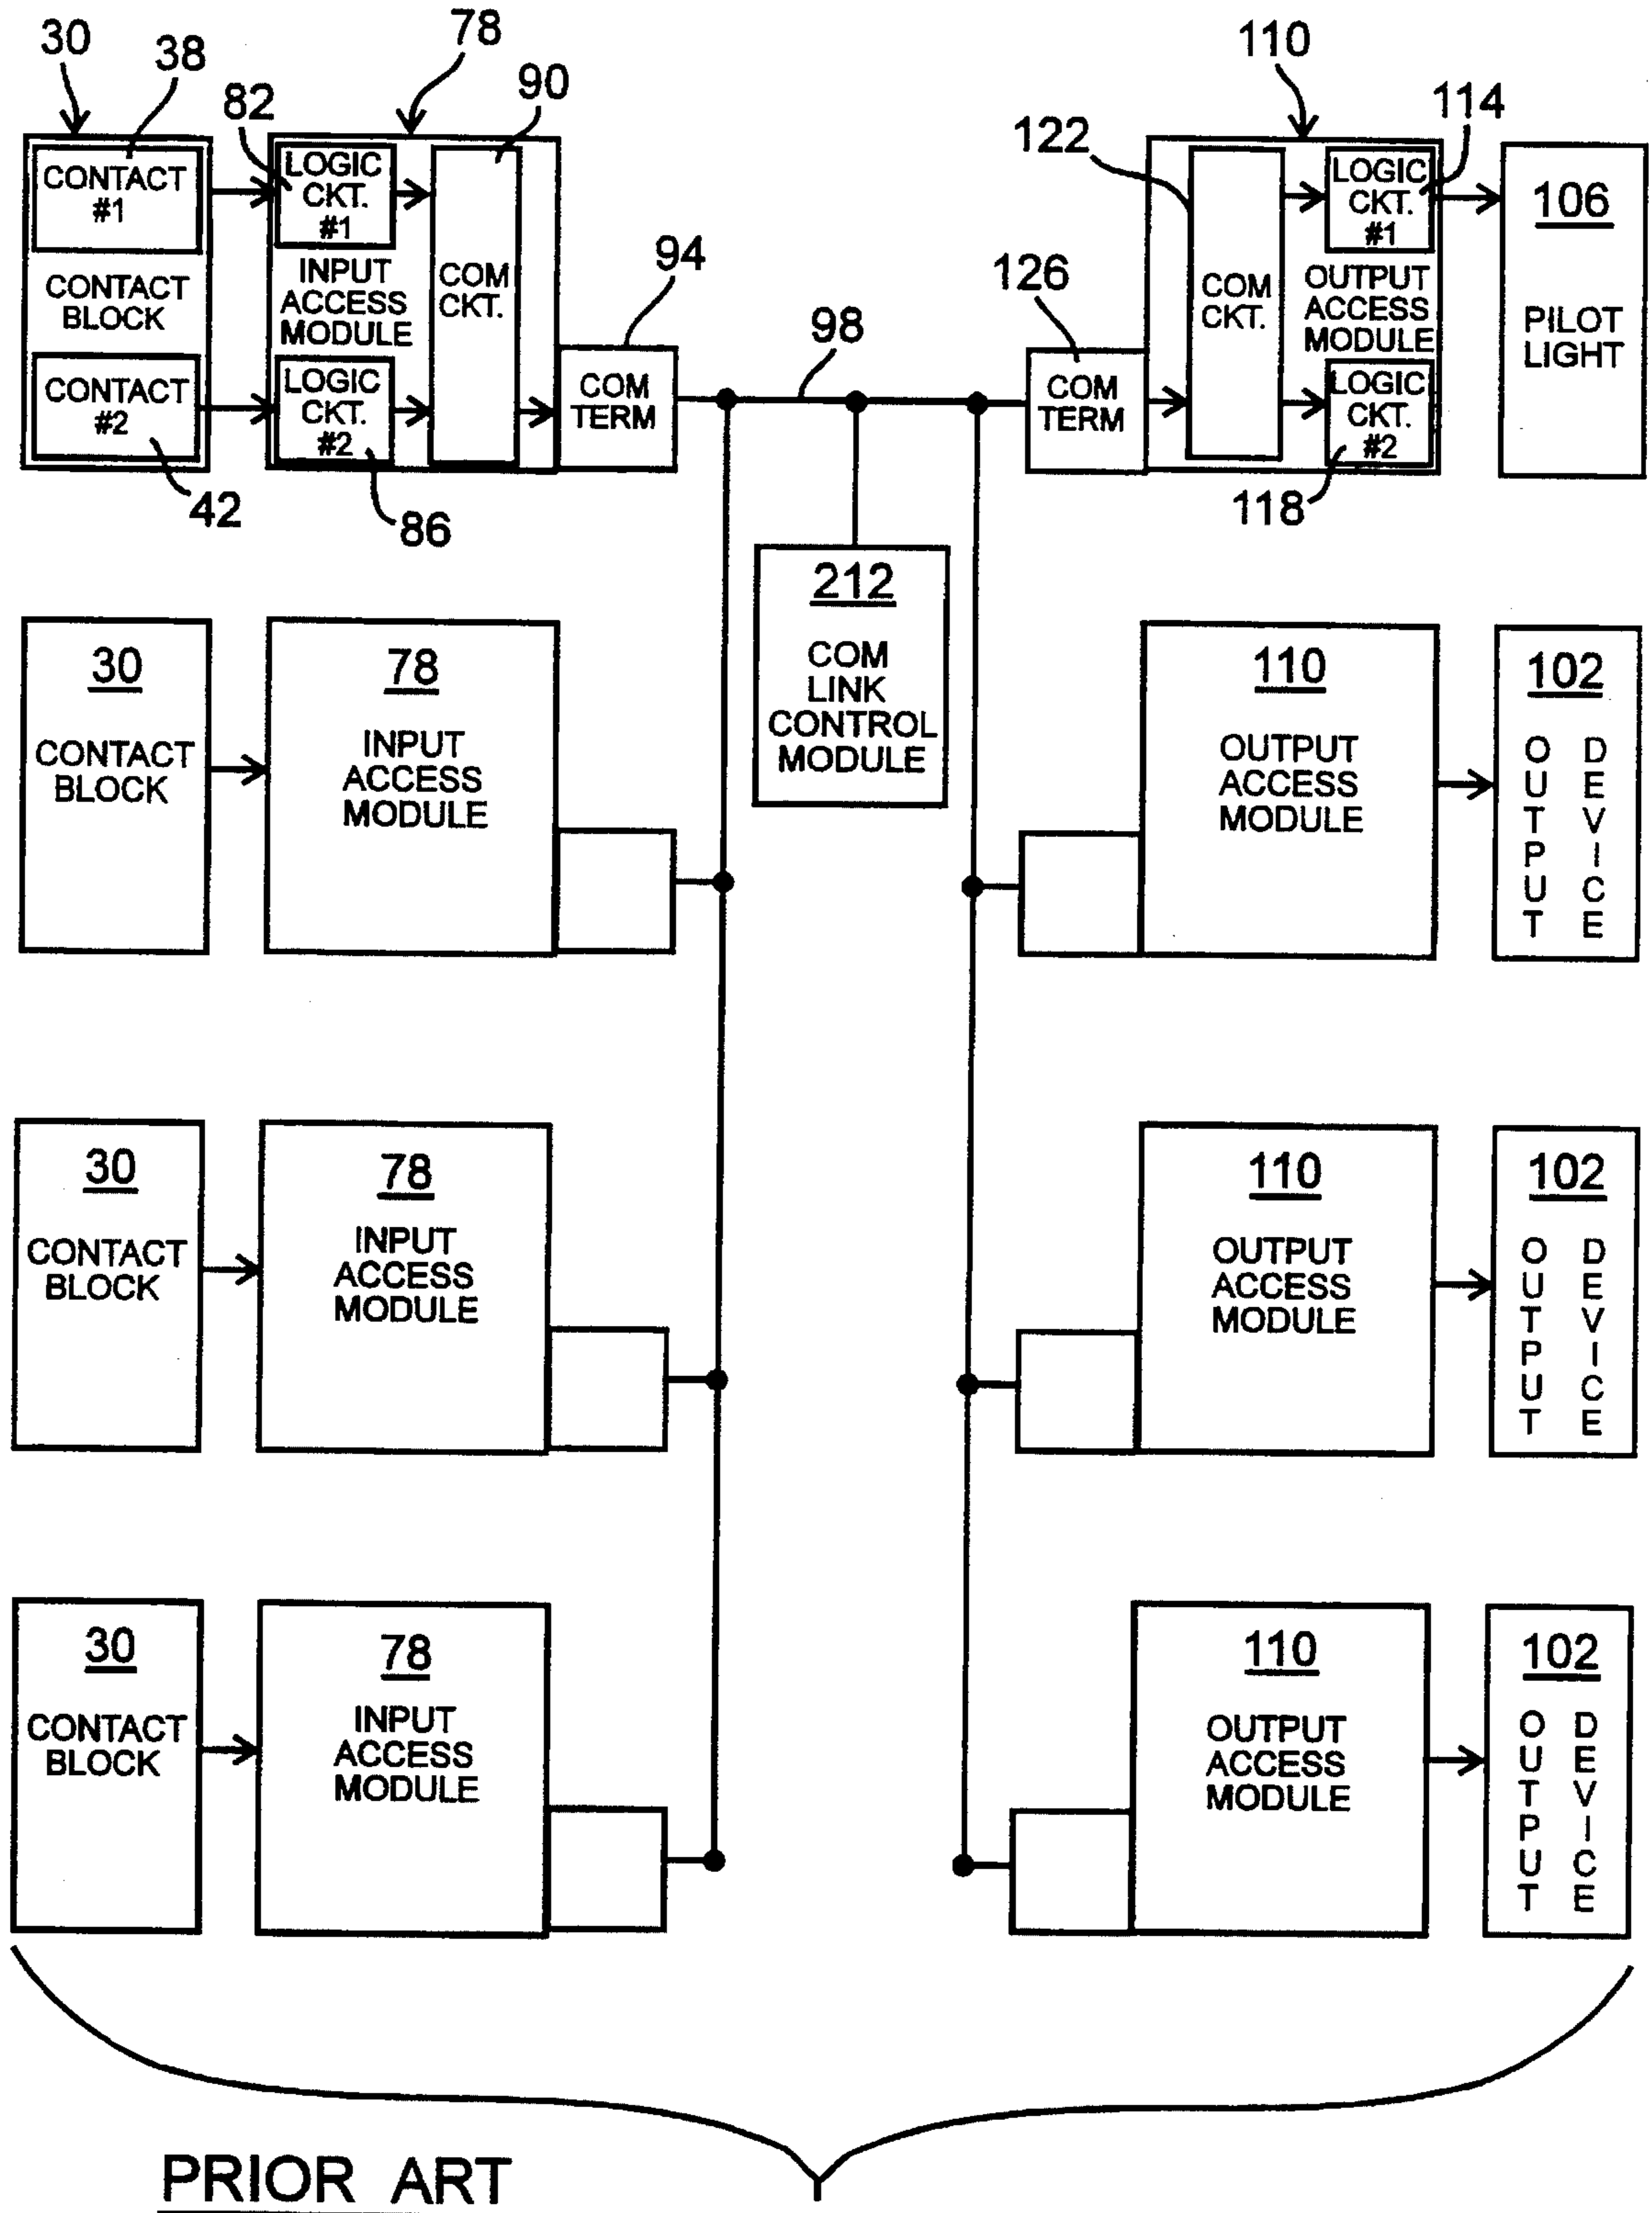 30
38
78
90
110
114
82
122
CONTACT
#1
CONTACT
BLOCK
CONTACT
#2
42
LOGIC
CKT.
#1
INPUT
ACCESS
MODULE
LOGIC
CKT.
#2
86
COM
CKT.
94
COM
TERM
98
126
COM
TERM
COM
CKT.
LOGIC
CKT.
#1
OUTPUT
ACCESS
MODULE
LOGIC
CKT.
#2
118
106
PILOT
LIGHT
212
COM
LINK
CONTROL
MODULE
30
CONTACT
BLOCK
78
INPUT
ACCESS
MODULE
110
OUTPUT
ACCESS
MODULE
102
OUTPUT
DEVICE
30
CONTACT
BLOCK
78
INPUT
ACCESS
MODULE
110
OUTPUT
ACCESS
MODULE
102
OUTPUT
DEVICE
30
CONTACT
BLOCK
78
INPUT
ACCESS
MODULE
110
OUTPUT
ACCESS
MODULE
102
OUTPUT
DEVICE
PRIOR ART